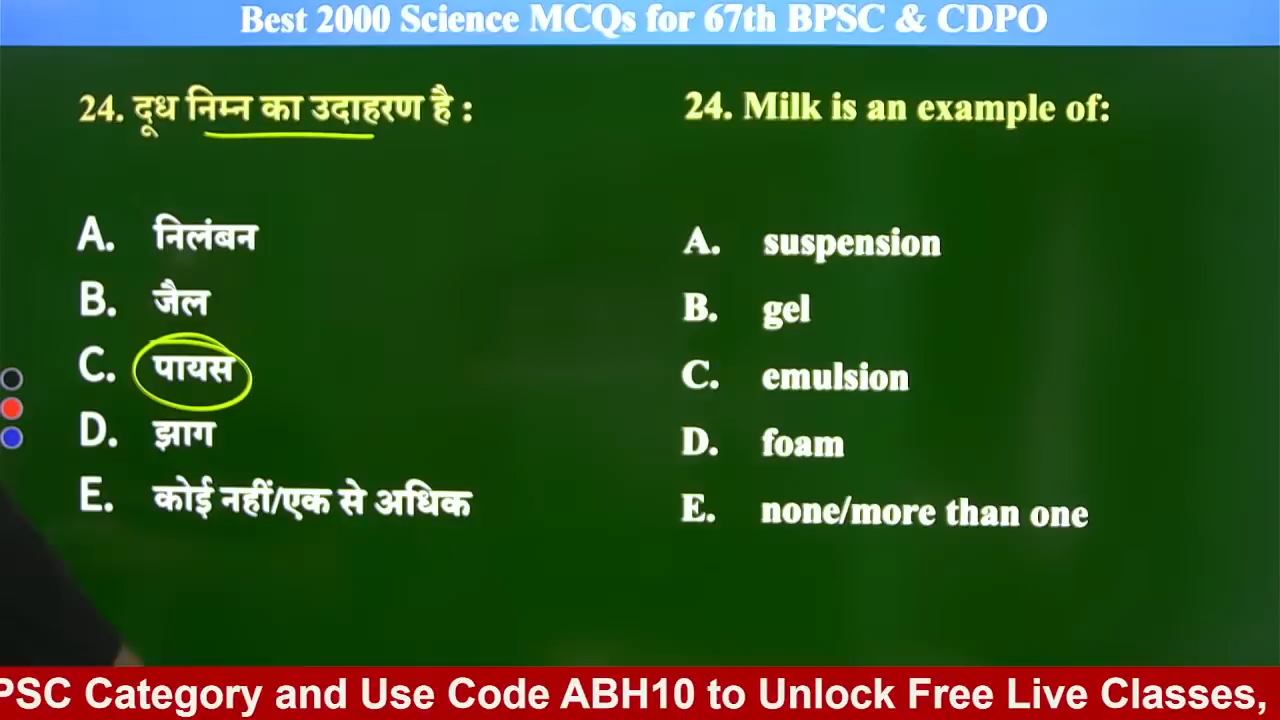 Best 2000 Science MCQs for 67th BPSC & CDPO
24. दूध निम्न का उदाहरण है :
A. निलंबन
B. जैल
C. पायस
D. झाग
E. कोई नहीं/एक से अधिक
24. Milk is an example of:
A. suspension
B. gel
C. emulsion
D. foam
E. none/more than one
PSC Category and Use Code ABH10 to Unlock Free Live Classes,